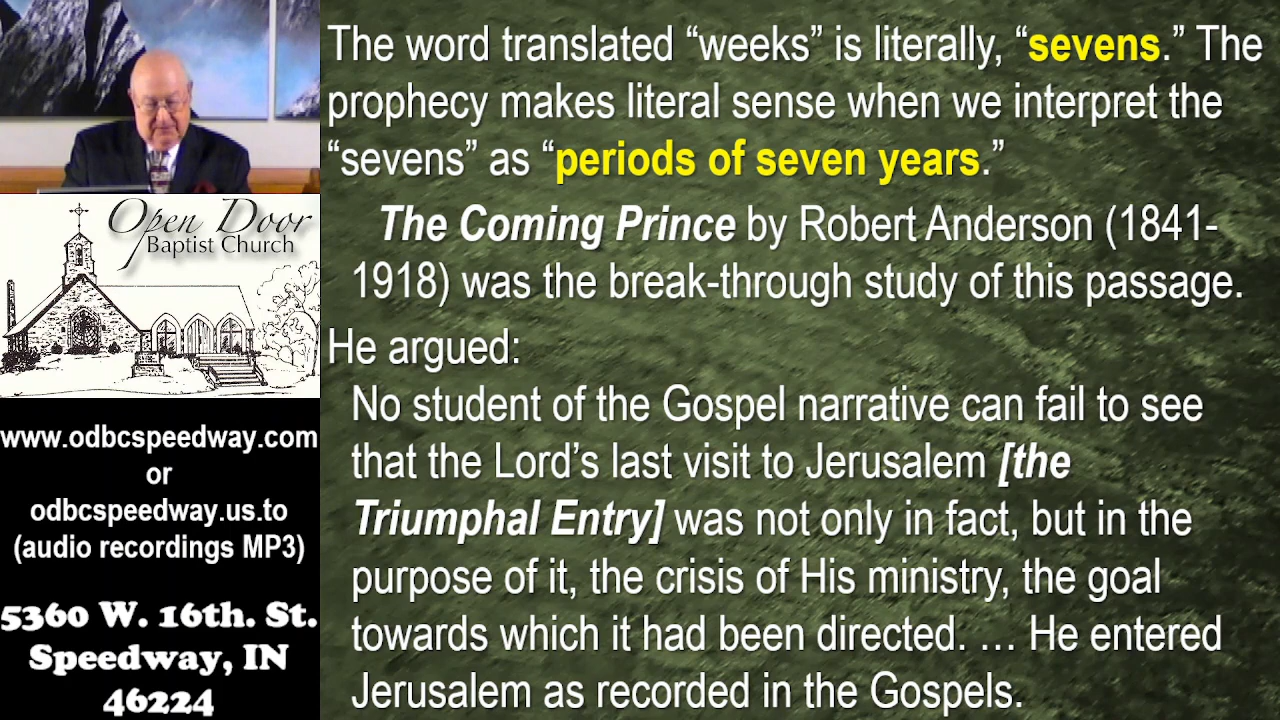 The word translated “weeks” is literally, “sevens.” The
prophecy makes literal sense when we interpret the
“sevens” as “periods of seven years.”
The Coming Prince by Robert Anderson (1841-
1918) was the break-through study of this passage.
He argued:
No student of the Gospel narrative can fail to see
that the Lord’s last visit to Jerusalem [the
Triumphal Entry] was not only in fact, but in the
purpose of it, the crisis of His ministry, the goal
towards which it had been directed. … He entered
Jerusalem as recorded in the Gospels.
Open Door
Baptist Church
www.odbcspeedway.com
or
odbcspeedway.us.to
(audio recordings MP3)
5360 W. 16th. St.
Speedway, IN
46224